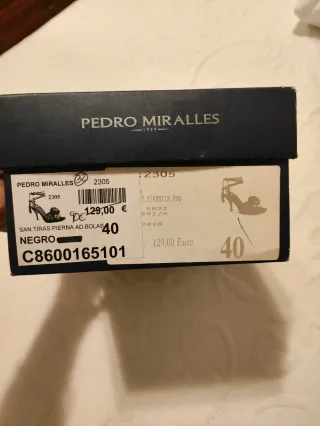 PEDRO MIRALLES
PEDRO MIRALLES 2305
2305
129,00 €
SAN.TIRAS PIERNA AD.BOLAS 40
NEGRO
C8600165101
:2305
129.00 Euro
40